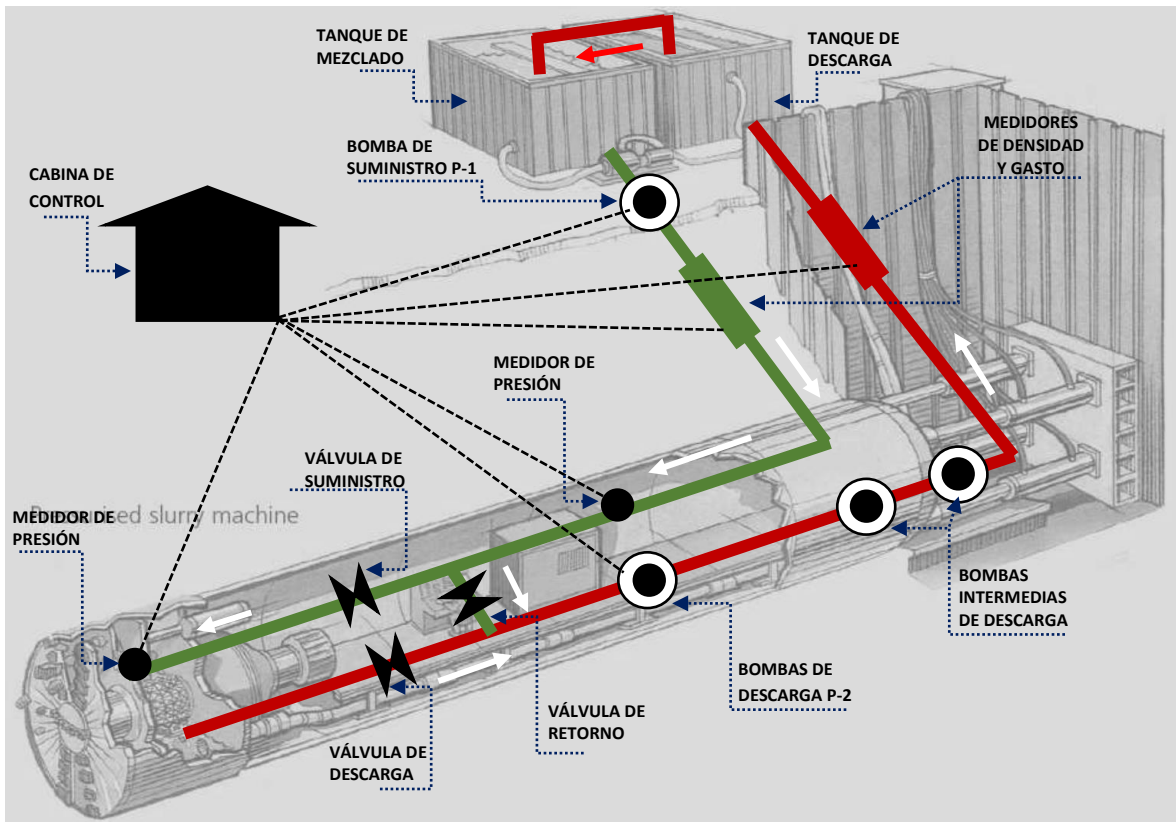 TANQUE DE
MEZCLADO
TANQUE DE
DESCARGA
BOMBA DE
SUMINISTRO P-1
MEDIDORES
DE DENSIDAD
Y GASTO
CABINA DE
CONTROL
MEDIDOR DE
PRESIÓN
VÁLVULA DE
SUMINISTRO
Pressurised slurry machine
MEDIDOR DE
PRESIÓN
BOMBAS
INTERMEDIAS
DE DESCARGA
BOMBAS DE
DESCARGA P-2
VÁLVULA DE
RETORNO
VÁLVULA DE
DESCARGA